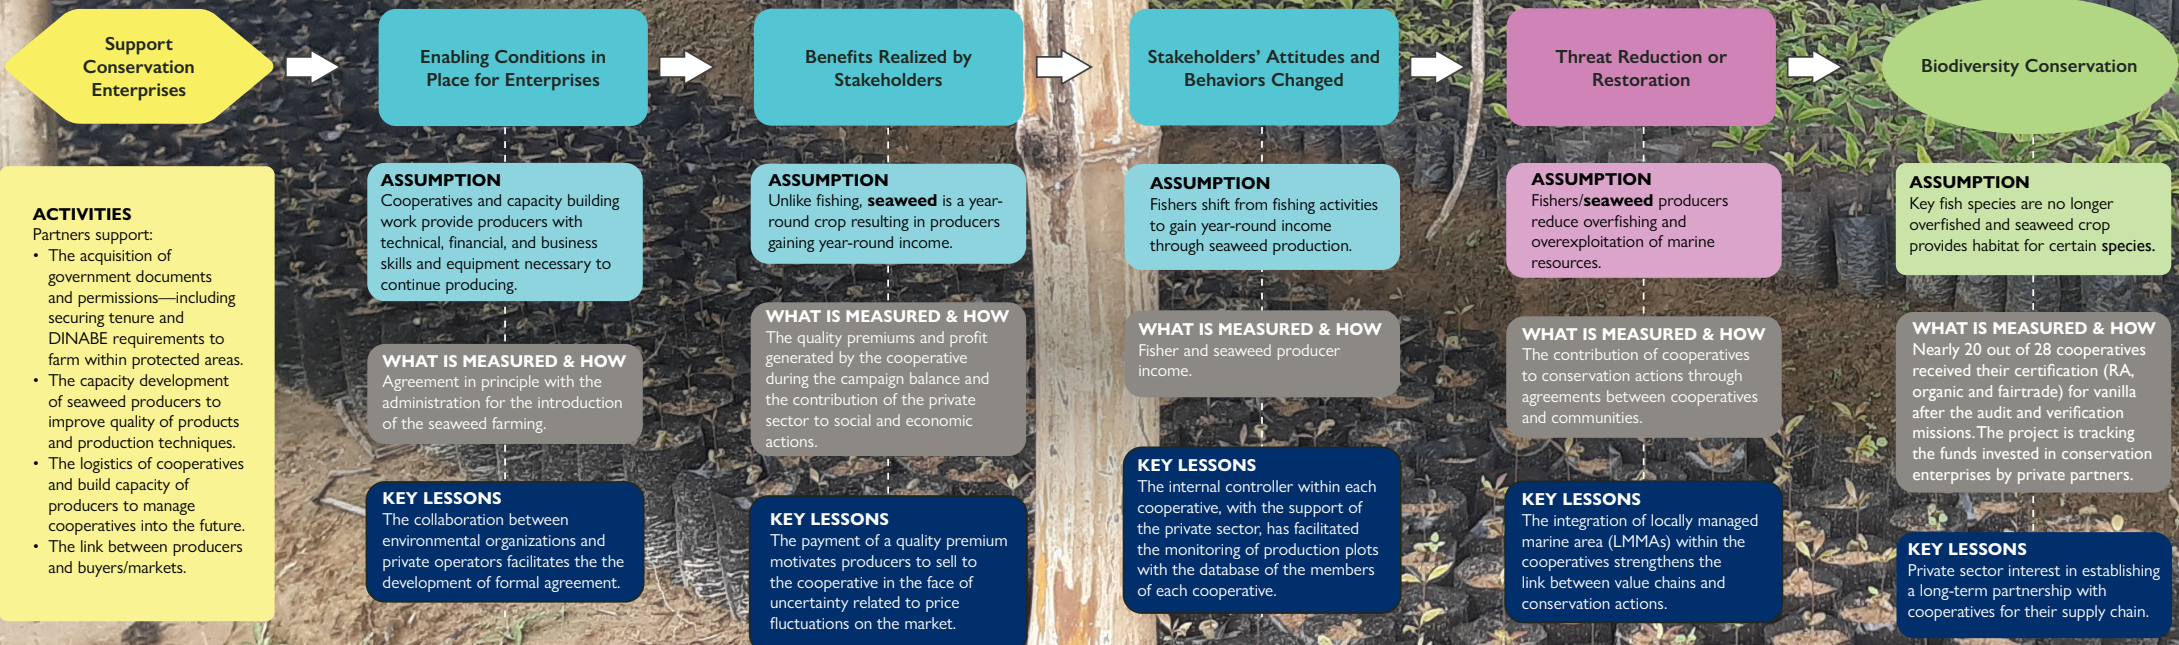 Support
Conservation
Enterprises
Enabling Conditions in
Place for Enterprises
Benefits Realized by
Stakeholders
Stakeholders’ Attitudes and
Behaviors Changed
Threat Reduction or
Restoration
Biodiversity Conservation
ACTIVITIES
Partners support:
• The acquisition of
government documents
and permissions—including
securing tenure and
DINABE requirements to
farm within protected areas.
• The capacity development
of seaweed producers to
improve quality of products
and production techniques.
• The logistics of cooperatives
and build capacity of
producers to manage
cooperatives into the future.
• The link between producers
and buyers/markets.
ASSUMPTION
Cooperatives and capacity building
work provide producers with
technical, financial, and business
skills and equipment necessary to
continue producing.
WHAT IS MEASURED & HOW
Agreement in principle with the
administration for the introduction
of the seaweed farming.
KEY LESSONS
The collaboration between
environmental organizations and
private operators facilitates the the
development of formal agreement.
ASSUMPTION
Unlike fishing, seaweed is a year-
round crop resulting in producers
gaining year-round income.
WHAT IS MEASURED & HOW
The quality premiums and profit
generated by the cooperative
during the campaign balance and
the contribution of the private
sector to social and economic
actions.
KEY LESSONS
The payment of a quality premium
motivates producers to sell to
the cooperative in the face of
uncertainty related to price
fluctuations on the market.
ASSUMPTION
Fishers shift from fishing activities
to gain year-round income
through seaweed production.
WHAT IS MEASURED & HOW
Fisher and seaweed producer
income.
KEY LESSONS
The internal controller within each
cooperative, with the support of
the private sector, has facilitated
the monitoring of production plots
with the database of the members
of each cooperative.
ASSUMPTION
Fishers/seaweed producers
reduce overfishing and
overexploitation of marine
resources.
WHAT IS MEASURED & HOW
The contribution of cooperatives
to conservation actions through
agreements between cooperatives
and communities.
KEY LESSONS
The integration of locally managed
marine area (LMMAs) within the
cooperatives strengthens the
link between value chains and
conservation actions.
ASSUMPTION
Key fish species are no longer
overfished and seaweed crop
provides habitat for certain species.
WHAT IS MEASURED & HOW
Nearly 20 out of 28 cooperatives
received their certification (RA,
organic and fairtrade) for vanilla
after the audit and verification
missions. The project is tracking
the funds invested in conservation
enterprises by private partners.
KEY LESSONS
Private sector interest in establishing
a long-term partnership with
cooperatives for their supply chain.